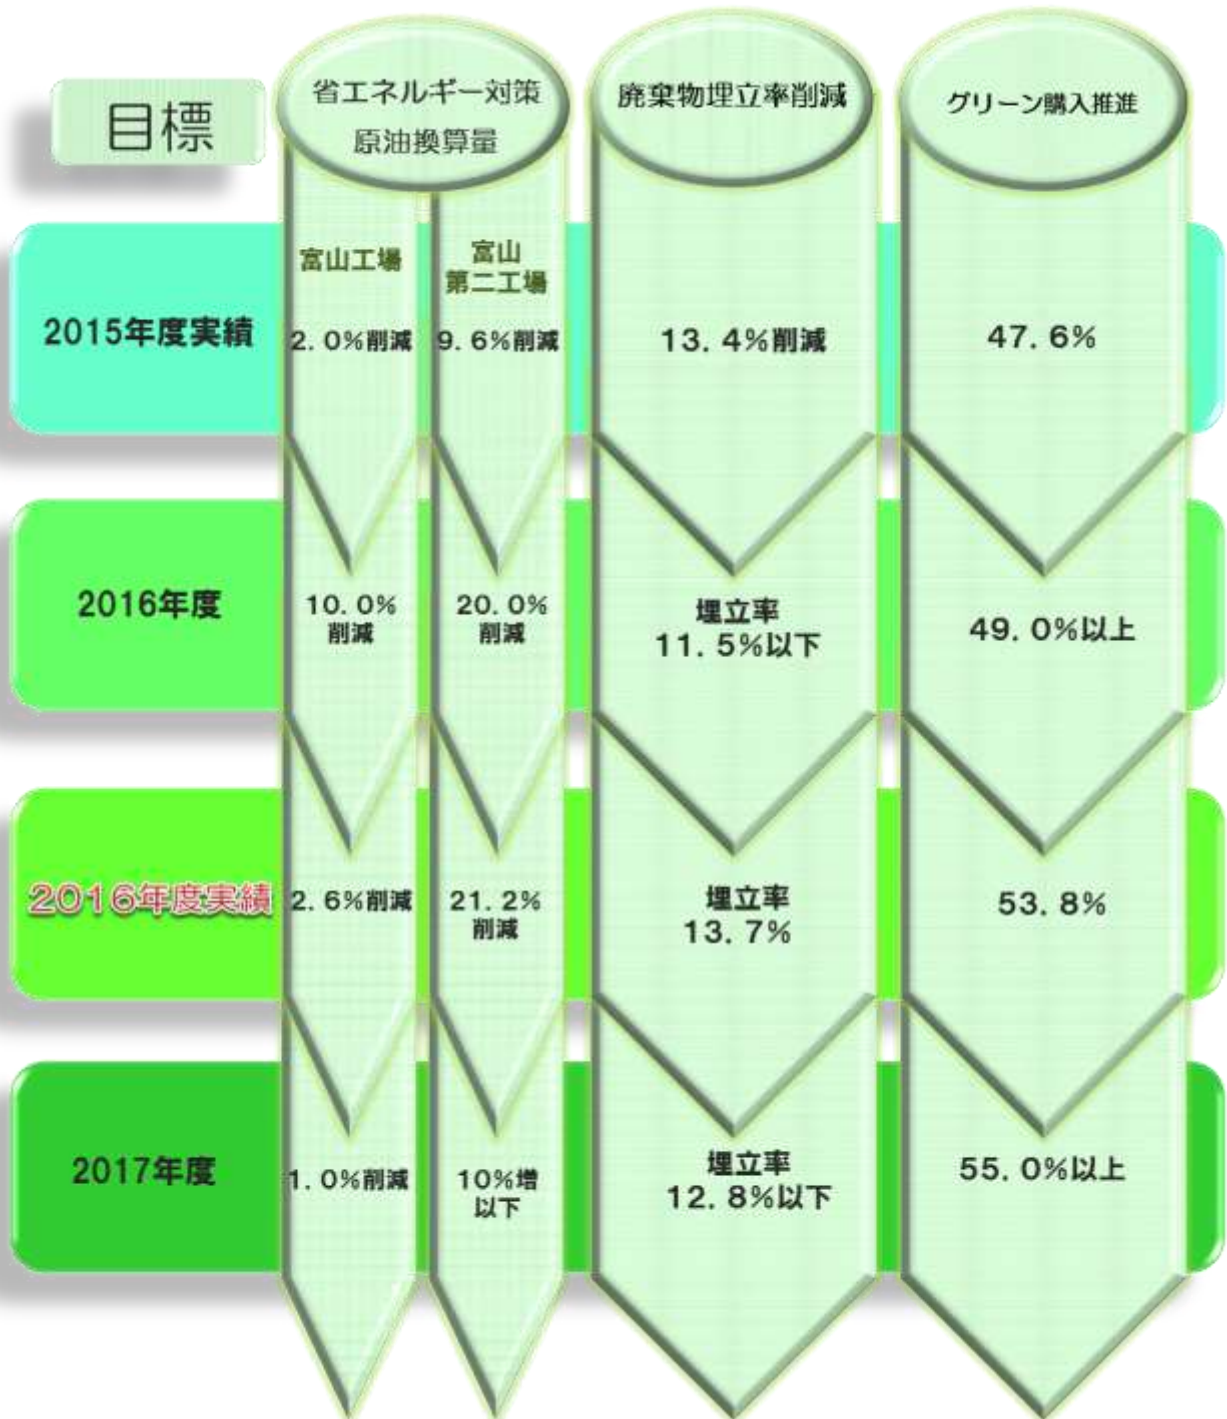 目標
省エネルギー対策
原油換算量
廃棄物埋立率削減
グリーン購入推進
富山工場
富山
第二工場
2015年度実績
2.0%削減
9.6%削減
13.4%削減
47.6%
2016年度
10.0%
削減
20.0%
削減
埋立率
11.5%以下
49.0%以上
2016年度実績
2.6%削減
21.2%
削減
埋立率
13.7%
53.8%
2017年度
1.0%削減
10%増
以下
埋立率
12.8%以下
55.0%以上